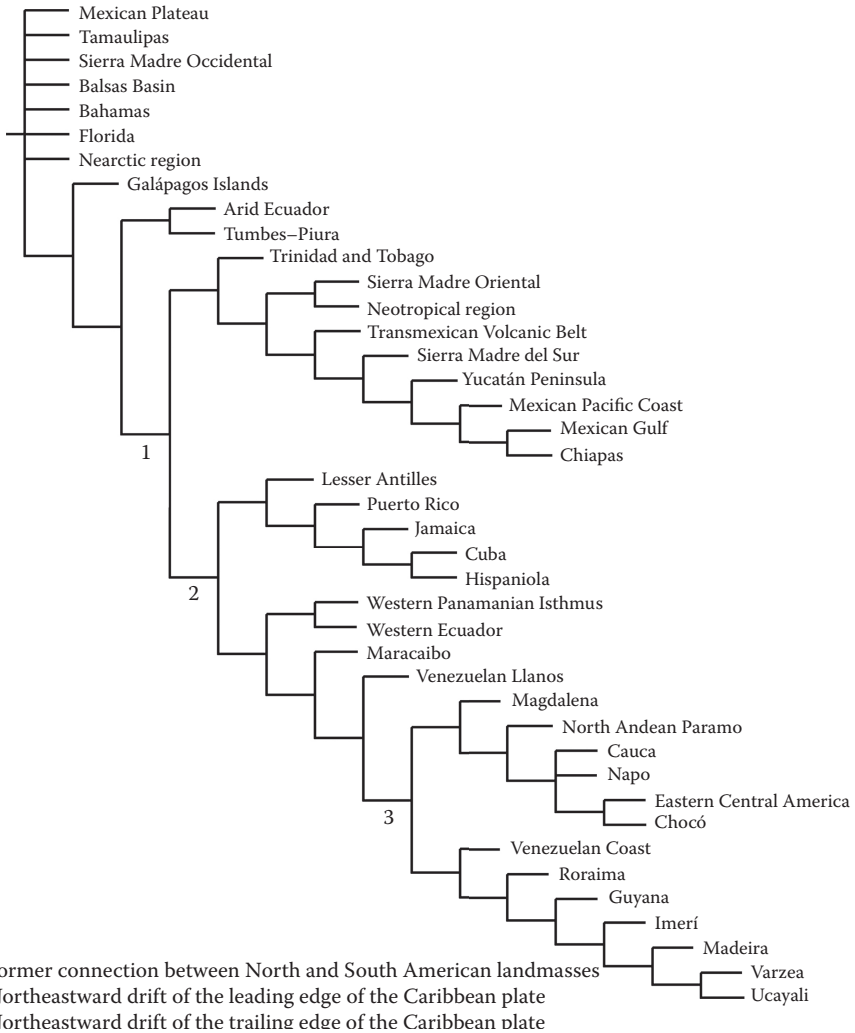 Mexican Plateau
Tamaulipas
Sierra Madre Occidental
Balsas Basin
Bahamas
Florida
Nearctic region
Galápagos Islands
Arid Ecuador
Tumbes–Piura
Trinidad and Tobago
Sierra Madre Oriental
Neotropical region
Transmexican Volcanic Belt
Sierra Madre del Sur
Yucatán Peninsula
Mexican Pacific Coast
Mexican Gulf
1
Chiapas
Lesser Antilles
Puerto Rico
Jamaica
Cuba
Hispaniola
2
Western Panamanian Isthmus
Western Ecuador
Maracaibo
Venezuelan Llanos
Magdalena
North Andean Paramo
Cauca
Napo
Eastern Central America
3
Chocó
Venezuelan Coast
Roraima
Guyana
Imerí
Madeira
ormer connection between North and South American landmasses
Varzea
Northeastward drift of the leading edge of the Caribbean plate
Ucayali
Northeastward drift of the trailing edge of the Caribbean plate